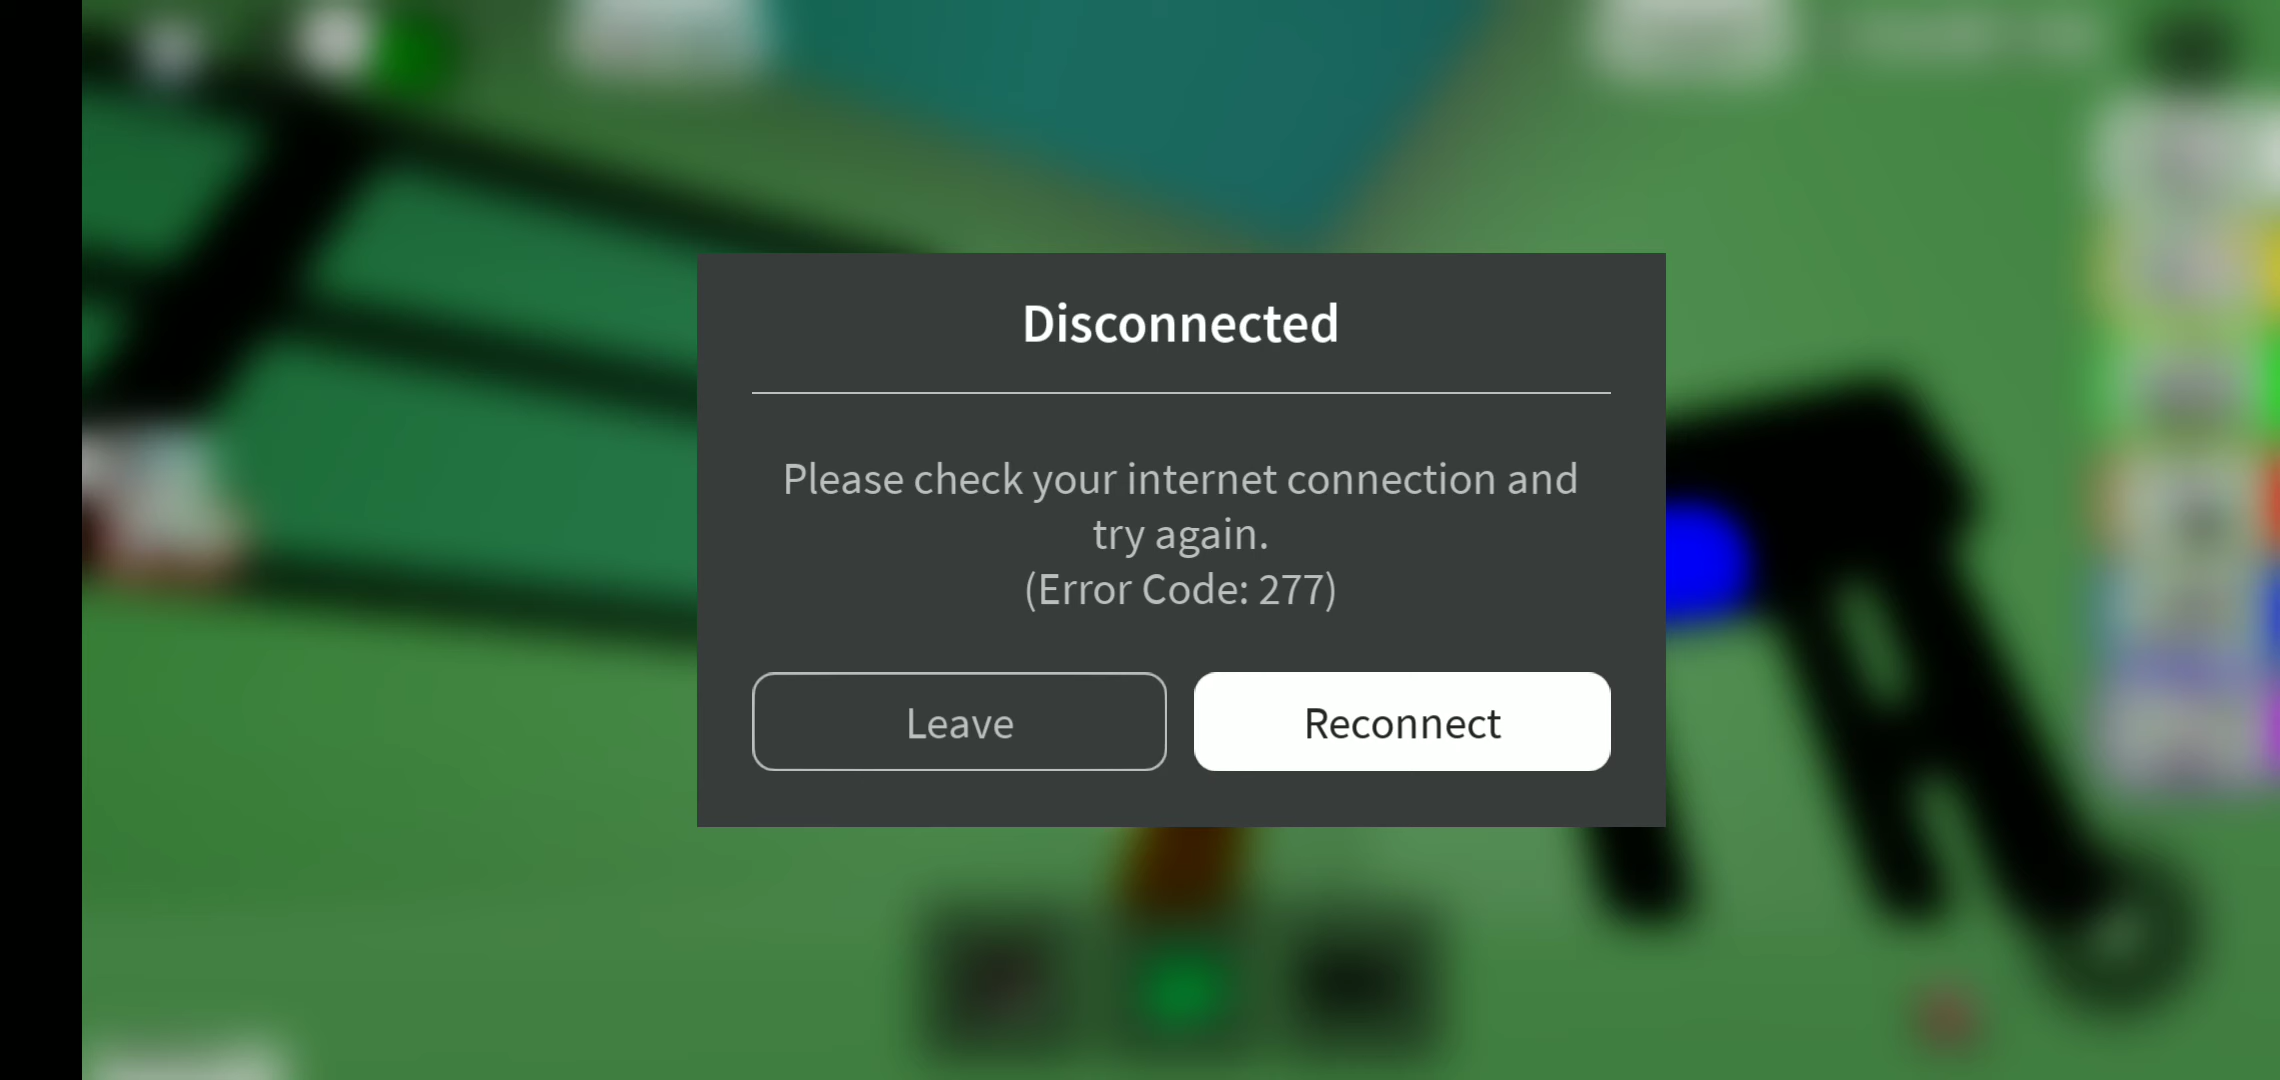 Disconnected
Please check your internet connection and
try again.
(Error Code: 277)
Leave
Reconnect